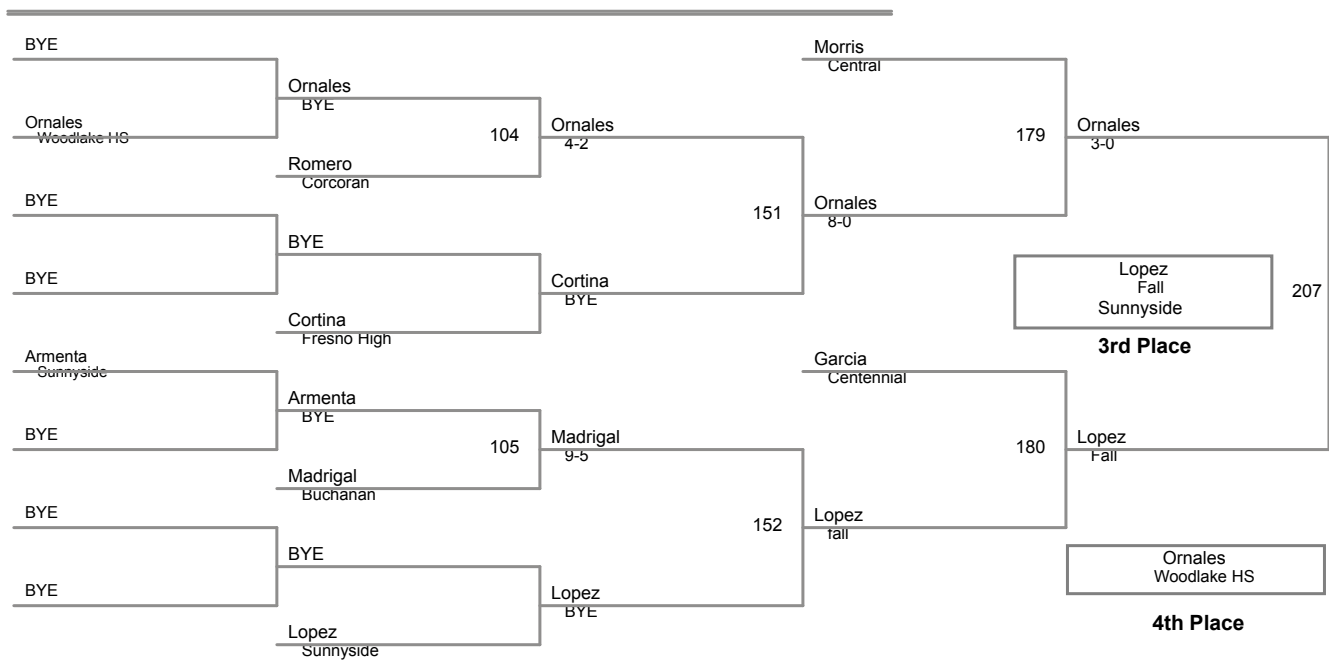 BYE
Morris
Central
Ornales
BYE
Ornales
Woodlake HS
104
Ornales
4-2
179
Ornales
3-0
Romero
Corcoran
BYE
151
Ornales
8-0
BYE
BYE
Cortina
BYE
Lopez
Fall
Sunnyside
207
Cortina
Fresno High
3rd Place
Armenta
Sunnyside
Garcia
Centennial
Armenta
BYE
BYE
105
Madrigal
9-5
180
Lopez
Fall
Madrigal
Buchanan
BYE
152
Lopez
fall
BYE
Ornales
Woodlake HS
BYE
Lopez
BYE
4th Place
Lopez
Sunnyside